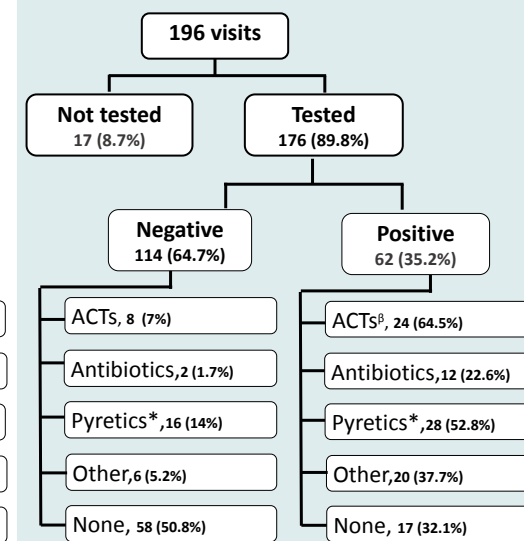 196 visits
Not tested
17 (8.7%)
Tested
176 (89.8%)
Negative
114 (64.7%)
Positive
62 (35.2%)
ACTs, 8 (7%)
Antibiotics,2 (1.7%)
Pyretics*,16 (14%)
Other,6 (5.2%)
None, 58 (50.8%)
ACTsᵝ, 24 (64.5%)
Antibiotics,12 (22.6%)
Pyretics*,28 (52.8%)
Other,20 (37.7%)
None, 17 (32.1%)